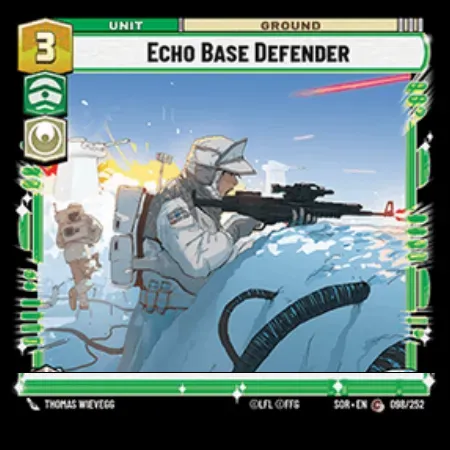 UNIT
GROUND
3
ECHO BASE DEFENDER
THOMAS WIEVEGG
©LFL ©FFG
SOR • EN
C
098/252